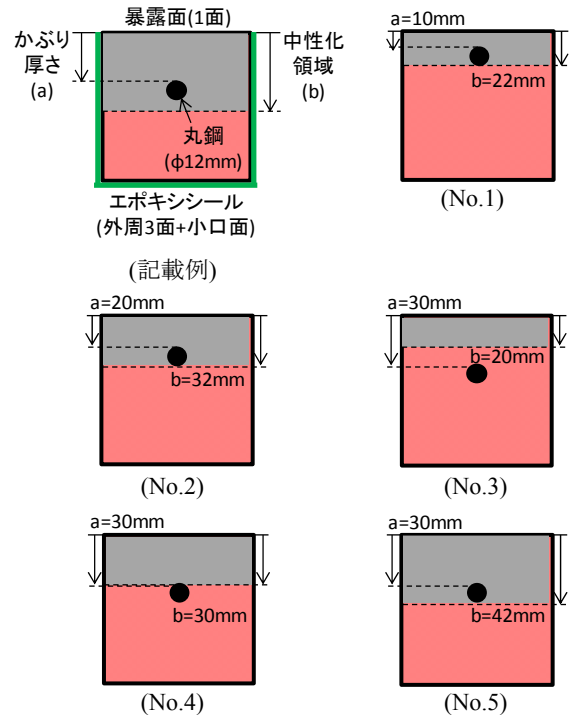 暴露面(1面)
かぶり
厚さ
(a)
中性化
領域
(b)
丸鋼
(φ12mm)
エポキシシール
(外周3面+小口面)
(記載例)
a=10mm
b=22mm
(No.1)
a=20mm
b=32mm
(No.2)
a=30mm
b=20mm
(No.3)
a=30mm
b=30mm
(No.4)
a=30mm
b=42mm
(No.5)